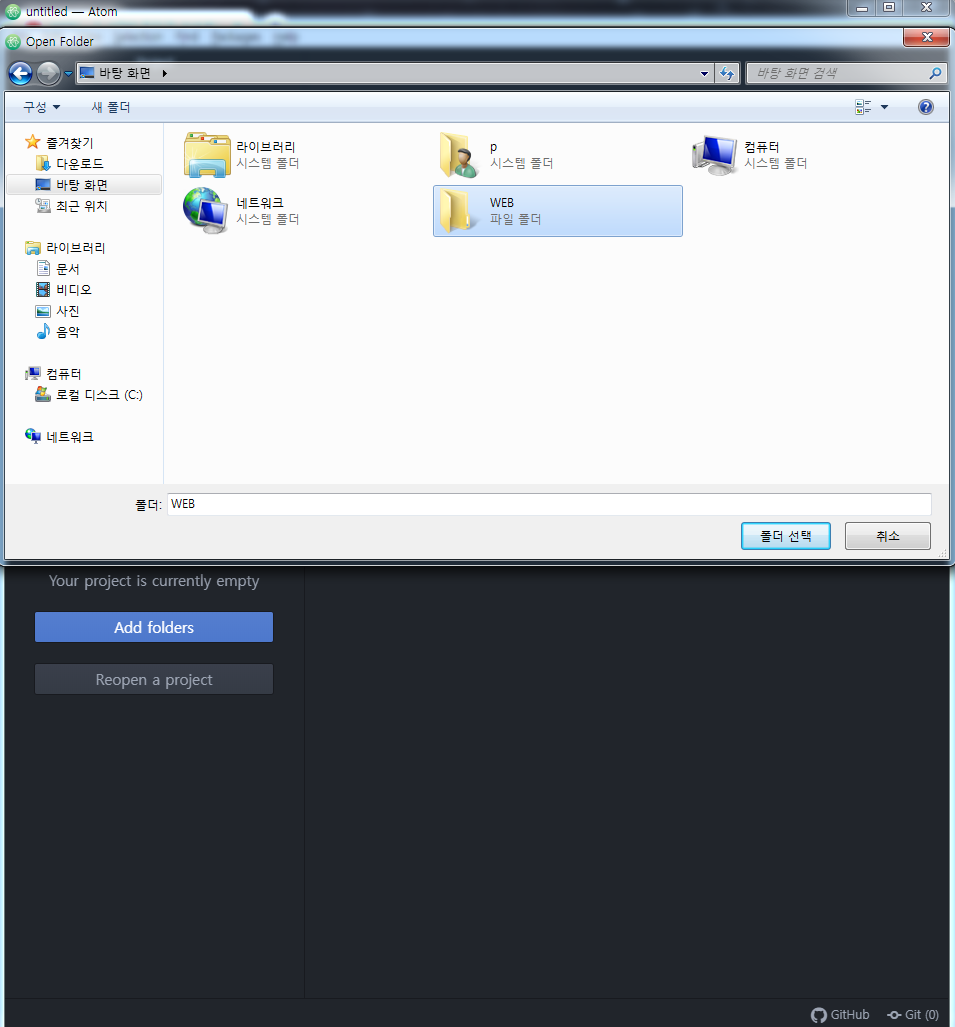 untitled — Atom
Selection Find Packages Help
Open Folder
바탕 화면
바탕 화면 검색
구성 새 폴더
즐겨찾기
다운로드
바탕 화면
최근 위치
라이브러리
문서
비디오
사진
음악
컴퓨터
로컬 디스크 (C:)
네트워크
라이브러리
시스템 폴더
p
시스템 폴더
컴퓨터
시스템 폴더
네트워크
시스템 폴더
WEB
파일 폴더
폴더: WEB
폴더 선택 취소
Your project is currently empty
Add folders
Reopen a project
GitHub Git (0)